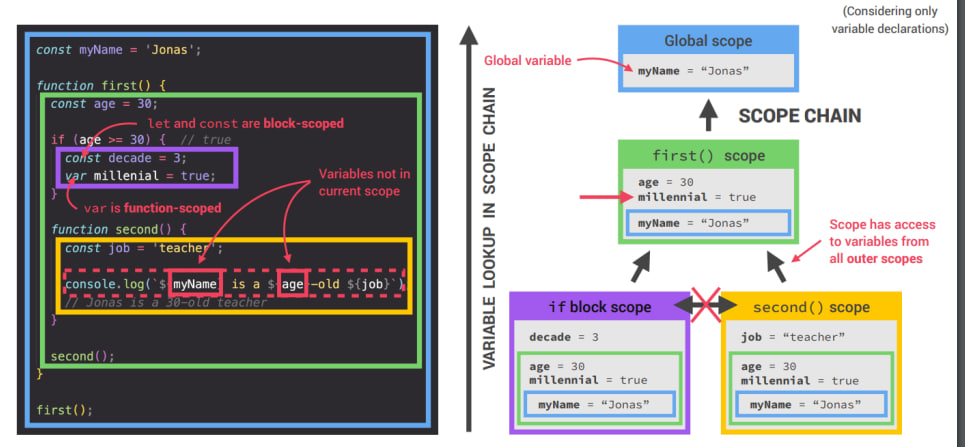 (Considering only
variable declarations)
const myName = 'Jonas';
function first() {
const age = 30;
let and const are block-scoped
if (age >= 30) { // true
const decade = 3;
var millenial = true;
}
Variables not in
current scope
var is function-scoped
function second() {
const job = 'teacher';
console.log(`${myName} is a ${age}-old ${job}`);
// Jonas is a 30-old teacher
}
second();
}
first();
VARIABLE LOOKUP IN SCOPE CHAIN
Global variable
Global scope
myName = “Jonas”
SCOPE CHAIN
first() scope
age = 30
millennial = true
myName = “Jonas”
Scope has access
to variables from
all outer scopes
if block scope
decade = 3
age = 30
millennial = true
myName = “Jonas”
second() scope
job = “teacher”
age = 30
millennial = true
myName = “Jonas”